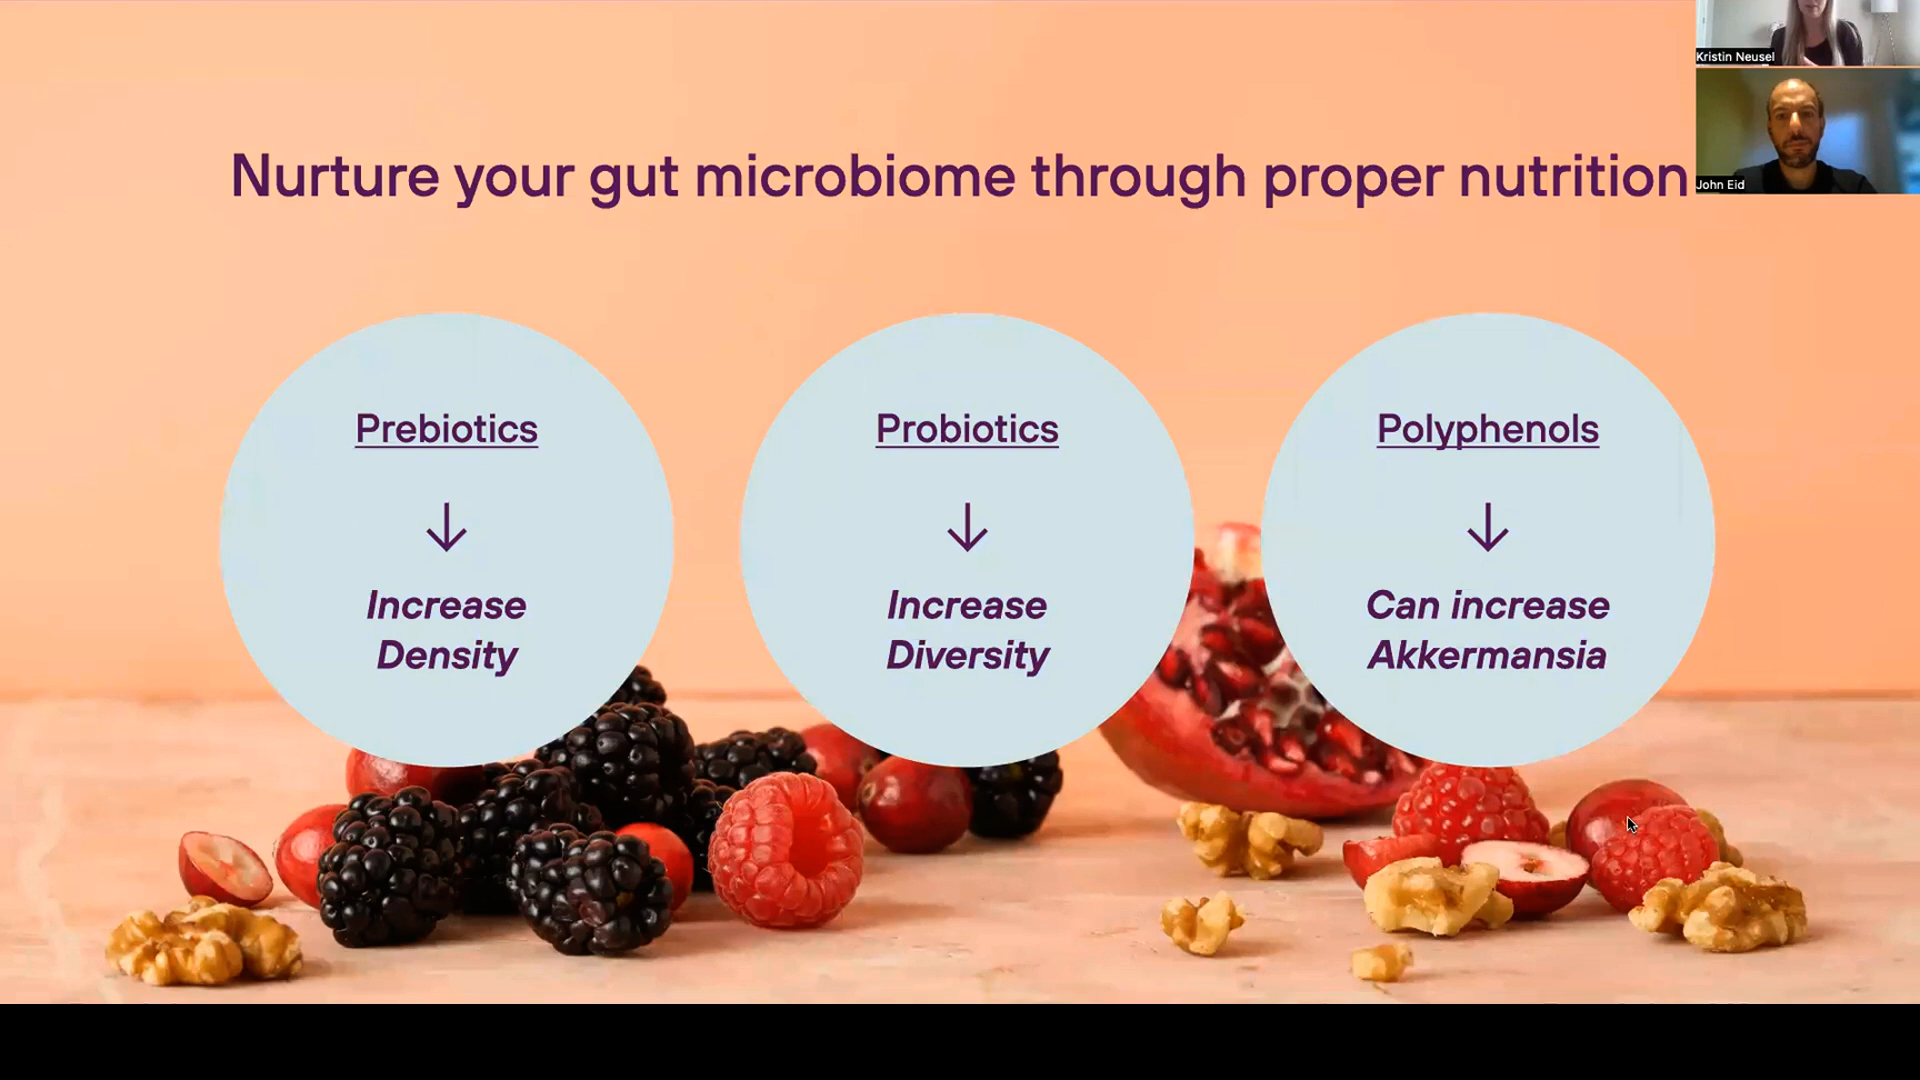 Kristin Neusel
John Eid
Nurture your gut microbiome through proper nutrition
Prebiotics
Increase
Density
Probiotics
Increase
Diversity
Polyphenols
Can increase
Akkermansia